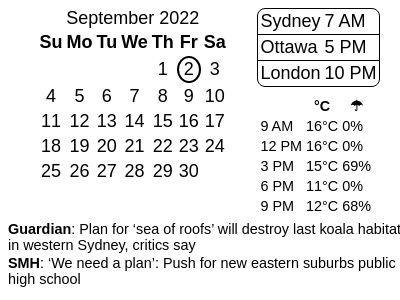 September 2022
Su Mo Tu We Th Fr Sa
1 2 3
4 5 6 7 8 9 10
11 12 13 14 15 16 17
18 19 20 21 22 23 24
25 26 27 28 29 30
Sydney 7 AM
Ottawa 5 PM
London 10 PM
°C ☂
9 AM 16°C 0%
12 PM 16°C 0%
3 PM 15°C 69%
6 PM 11°C 0%
9 PM 12°C 68%
Guardian: Plan for ‘sea of roofs’ will destroy last koala habitat
in western Sydney, critics say
SMH: ‘We need a plan’: Push for new eastern suburbs public
high school